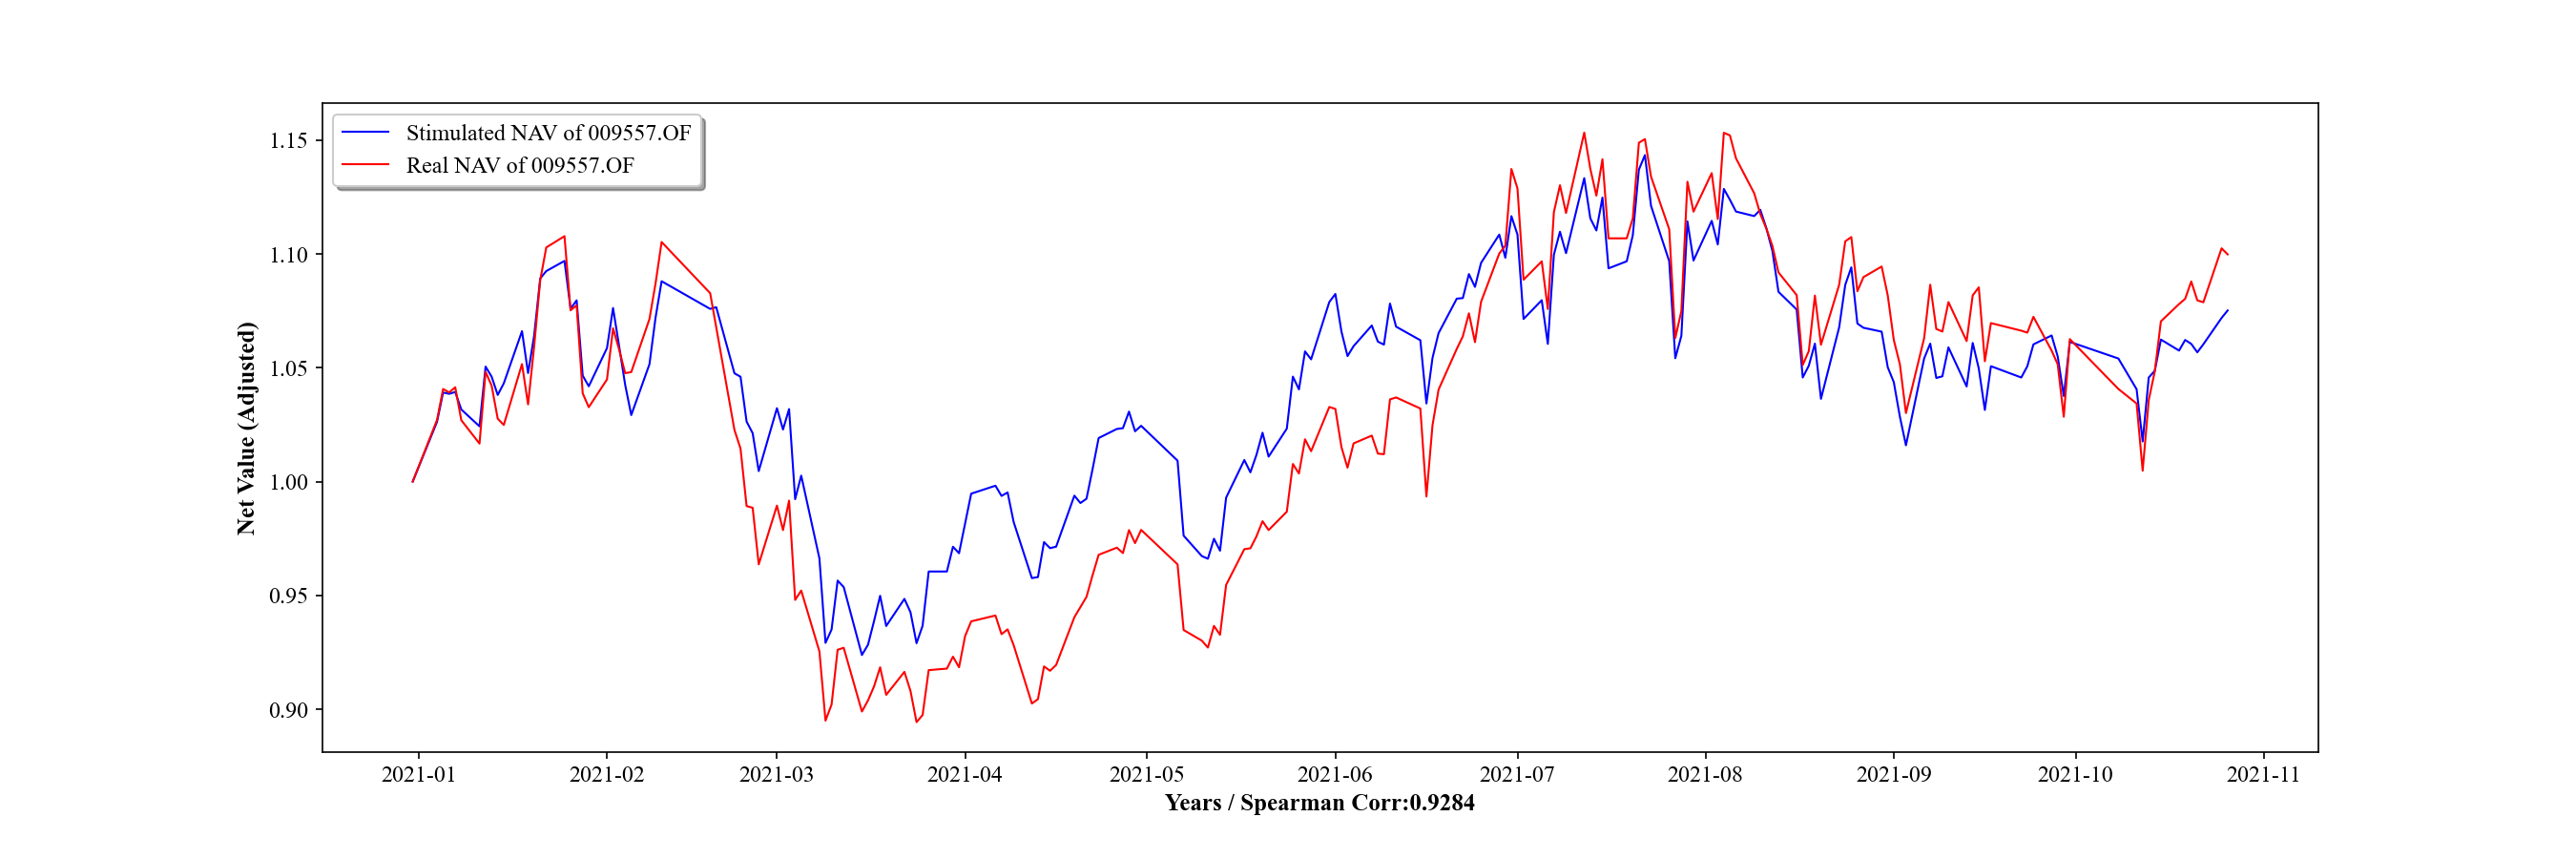 Stimulated NAV of 009557.OF
Real NAV of 009557.OF
1.15
1.10
1.05
1.00
0.95
0.90
Net Value (Adjusted)
2021-01 2021-02 2021-03 2021-04 2021-05 2021-06 2021-07 2021-08 2021-09 2021-10 2021-11
Years / Spearman Corr:0.9284